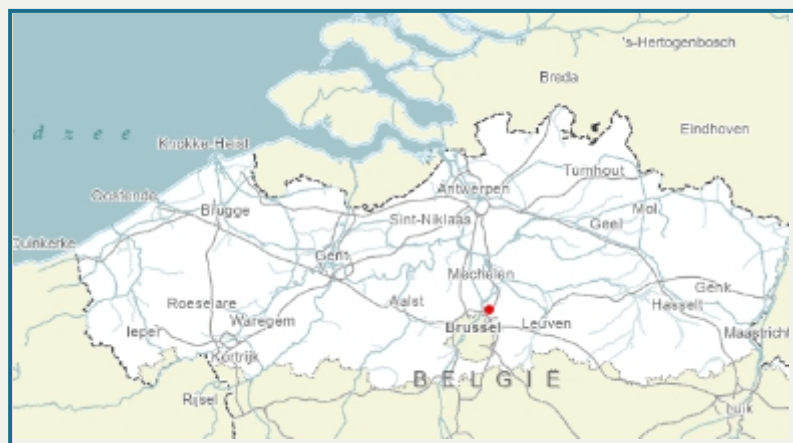 's-Hertogenbosch
Breda
Eindhoven
d z e e
Knokke-Heist
Turnhout
Antwerpen
Oostende
Mol
Brugge
Sint-Niklaas
Geel
Duinkerke
Gent
Mechelen
Genk
Roeselare
Aalst
Hasselt
Waregem
Ieper
Brussel
Leuven
Maastricht
Kortrijk
BELGIË
Rijsel
Luik